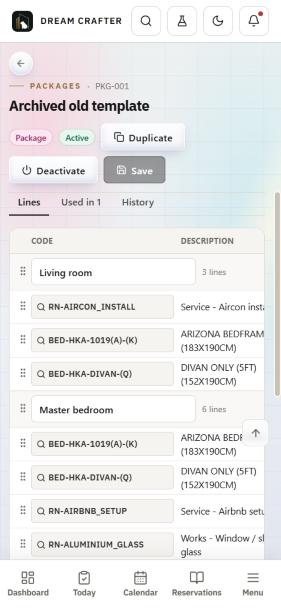 DREAM CRAFTER
PACKAGES · PKG-001
Archived old template
Package Active Duplicate
Deactivate Save
Lines Used in 1 History
CODE DESCRIPTION
Living room 3 lines
RN-AIRCON_INSTALL Service - Aircon insta
BED-HKA-1019(A)-(K) ARIZONA BEDFRAM
(183X190CM)
BED-HKA-DIVAN-(Q) DIVAN ONLY (5FT)
(152X190CM)
Master bedroom 6 lines
BED-HKA-1019(A)-(K) ARIZONA BEDF
(183X190CM)
BED-HKA-DIVAN-(Q) DIVAN ONLY (5FT)
(152X190CM)
RN-AIRBNB_SETUP Service - Airbnb setu
RN-ALUMINIUM_GLASS Works - Window / sl
glass
Dashboard Today Calendar Reservations Menu